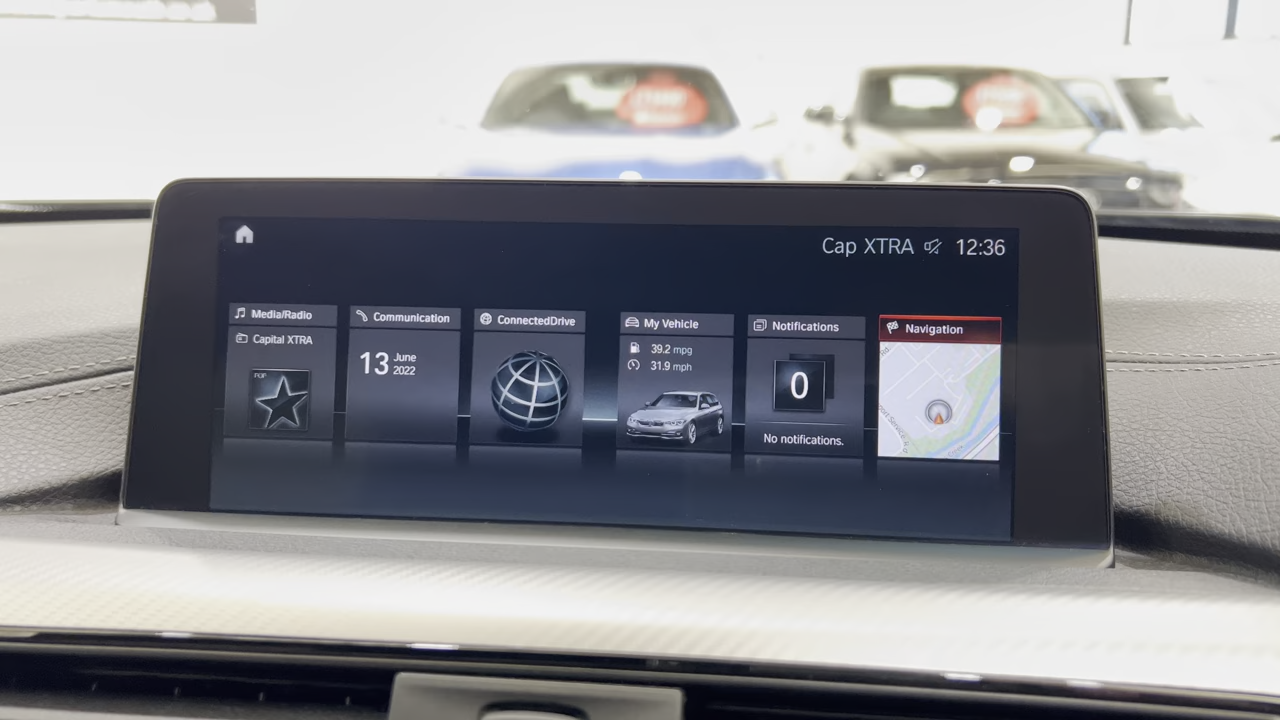 Cap XTRA 12:36
Media/Radio
Capital XTRA
POP
Communication
13 June
2022
ConnectedDrive
My Vehicle
39.2 mpg
31.9 mph
Notifications
0
No notifications.
Navigation